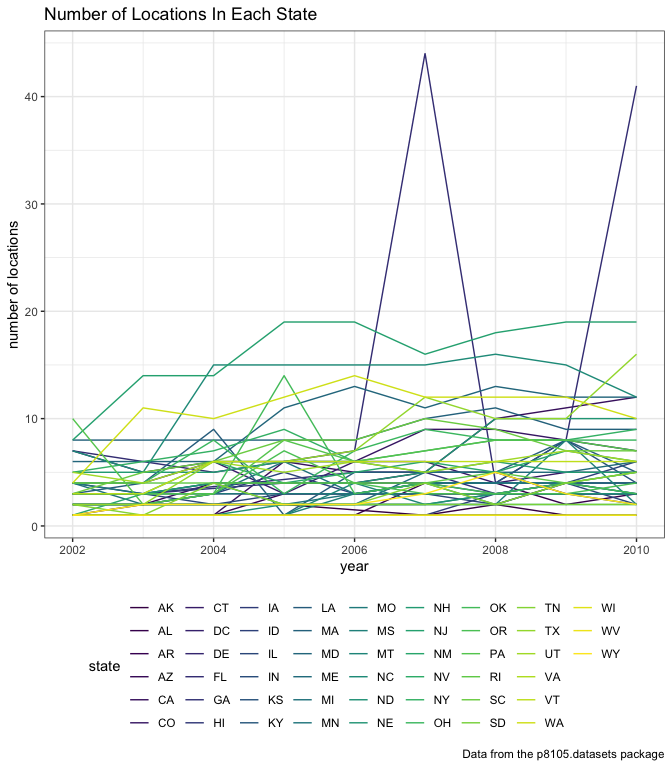 Number of Locations In Each State
number of locations
40
30
20
10
0
2002 2004 2006 2008 2010
year
state
AK CT IA LA MO NH OK TN WI
AL DC ID MA MS NJ OR TX WV
AR DE IL MD MT NM PA UT WY
AZ FL IN ME NC NV RI VA
CA GA KS MI ND NY SC VT
CO HI KY MN NE OH SD WA
Data from the p8105.datasets package